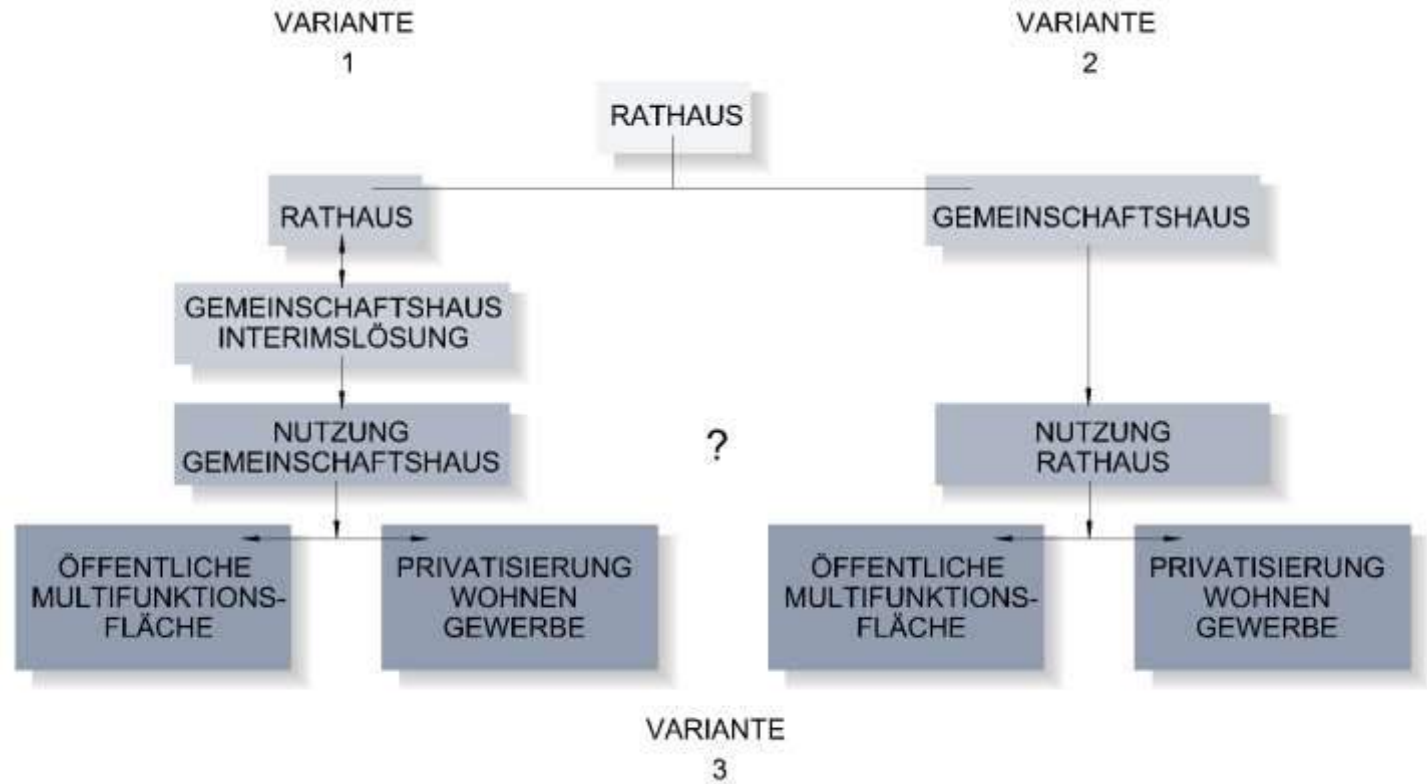 VARIANTE
1
VARIANTE
2
RATHAUS
RATHAUS
GEMEINSCHAFTSHAUS
GEMEINSCHAFTSHAUS
INTERIMSLÖSUNG
NUTZUNG
GEMEINSCHAFTSHAUS
?
NUTZUNG
RATHAUS
ÖFFENTLICHE
MULTIFUNKTIONS-
FLÄCHE
PRIVATISIERUNG
WOHNEN
GEWERBE
ÖFFENTLICHE
MULTIFUNKTIONS-
FLÄCHE
PRIVATISIERUNG
WOHNEN
GEWERBE
VARIANTE
3